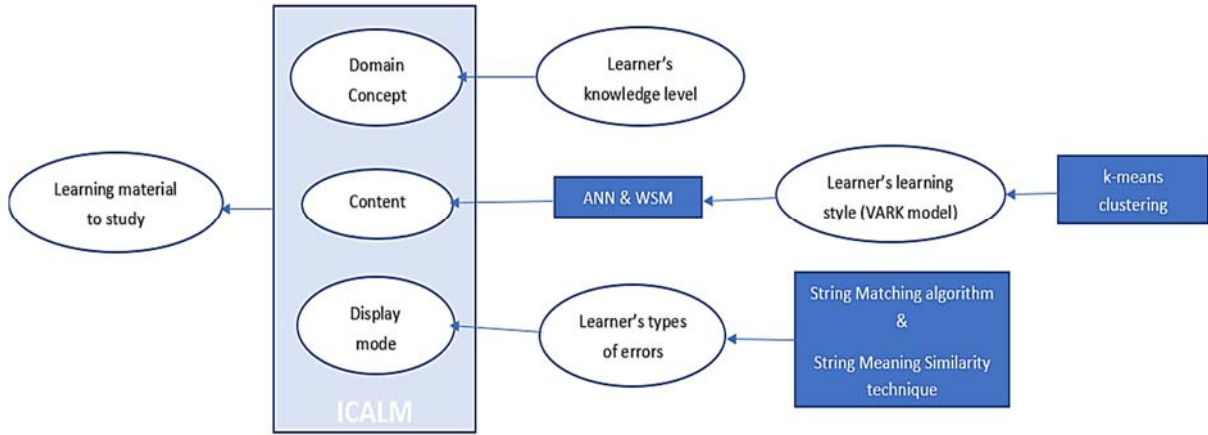 Domain
Concept
Learner's
knowledge level
Learning material
to study
Content
ANN & WSM
Learner's learning
style (VARK model)
k-means
clustering
Display
mode
Learner's types
of errors
String Matching algorithm
&
String Meaning Similarity
technique
ICALM